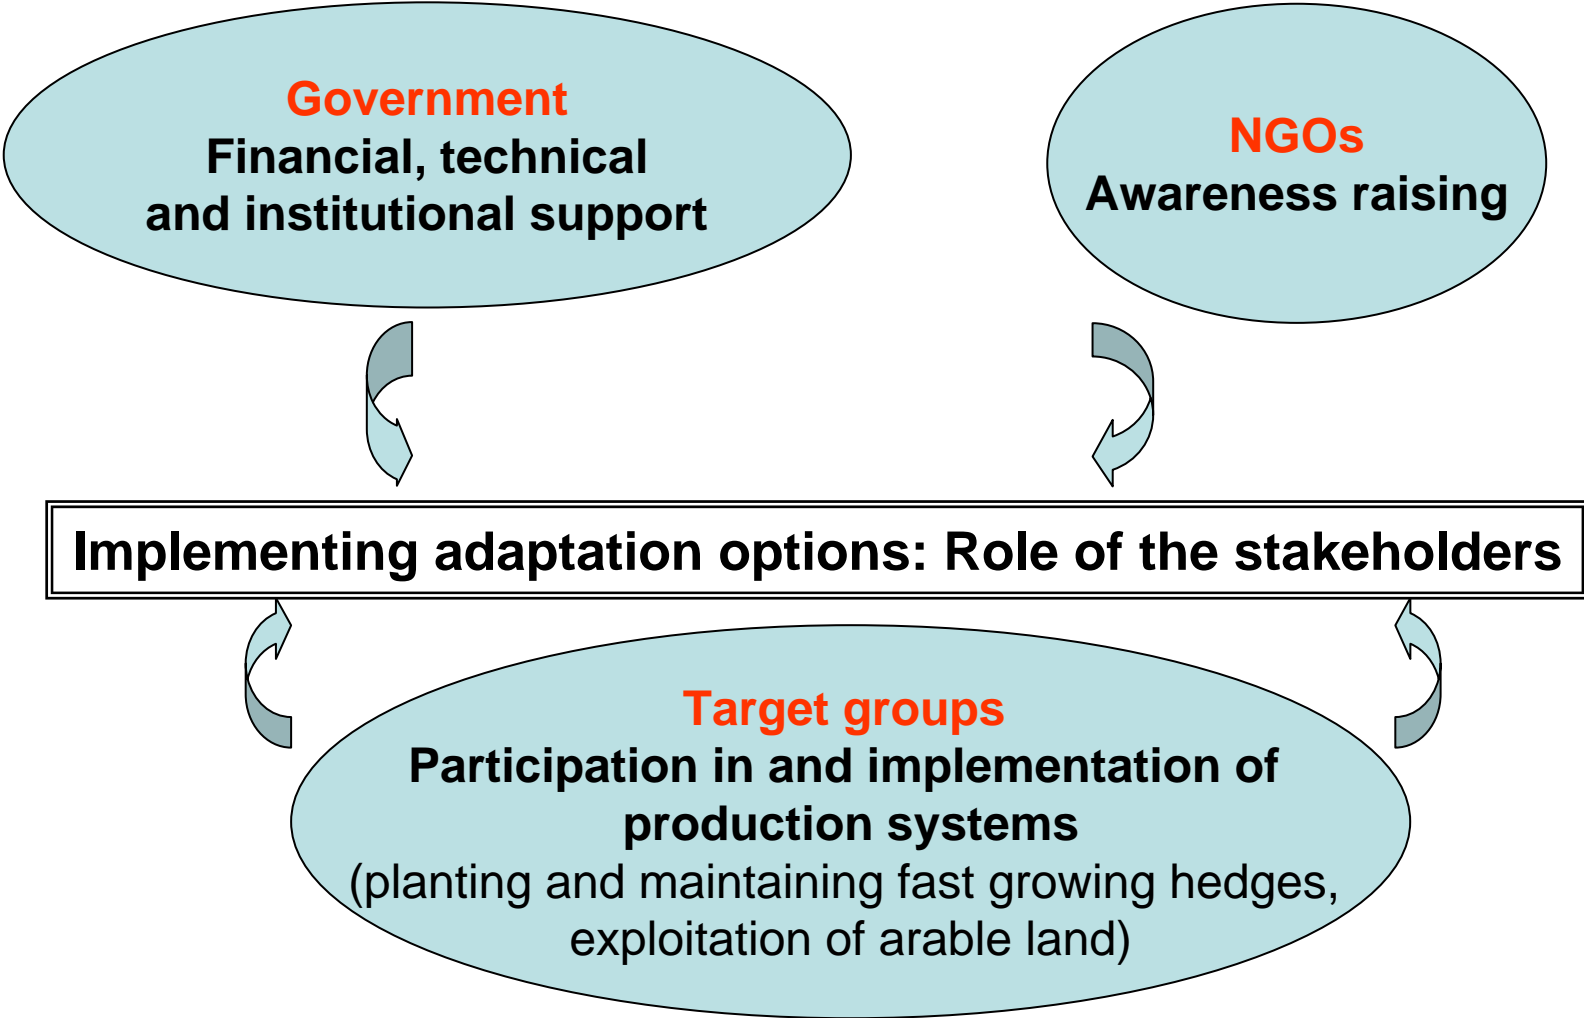 Government
Financial, technical
and institutional support
NGOs
Awareness raising
Implementing adaptation options: Role of the stakeholders
Target groups
Participation in and implementation of
production systems
(planting and maintaining fast growing hedges,
exploitation of arable land)